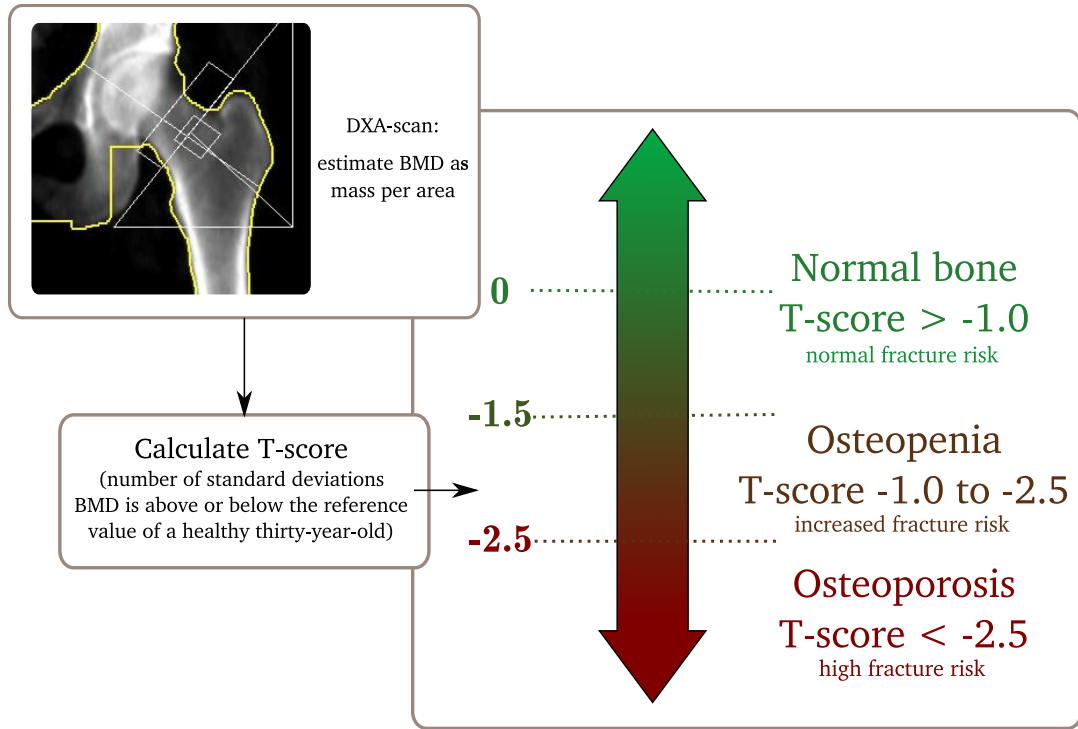 DXA-scan:
estimate BMD as
mass per area
Calculate T-score
(number of standard deviations
BMD is above or below the reference
value of a healthy thirty-year-old)
0
-1.5
-2.5
Normal bone
T-score > -1.0
normal fracture risk
Osteopenia
T-score -1.0 to -2.5
increased fracture risk
Osteoporosis
T-score < -2.5
high fracture risk